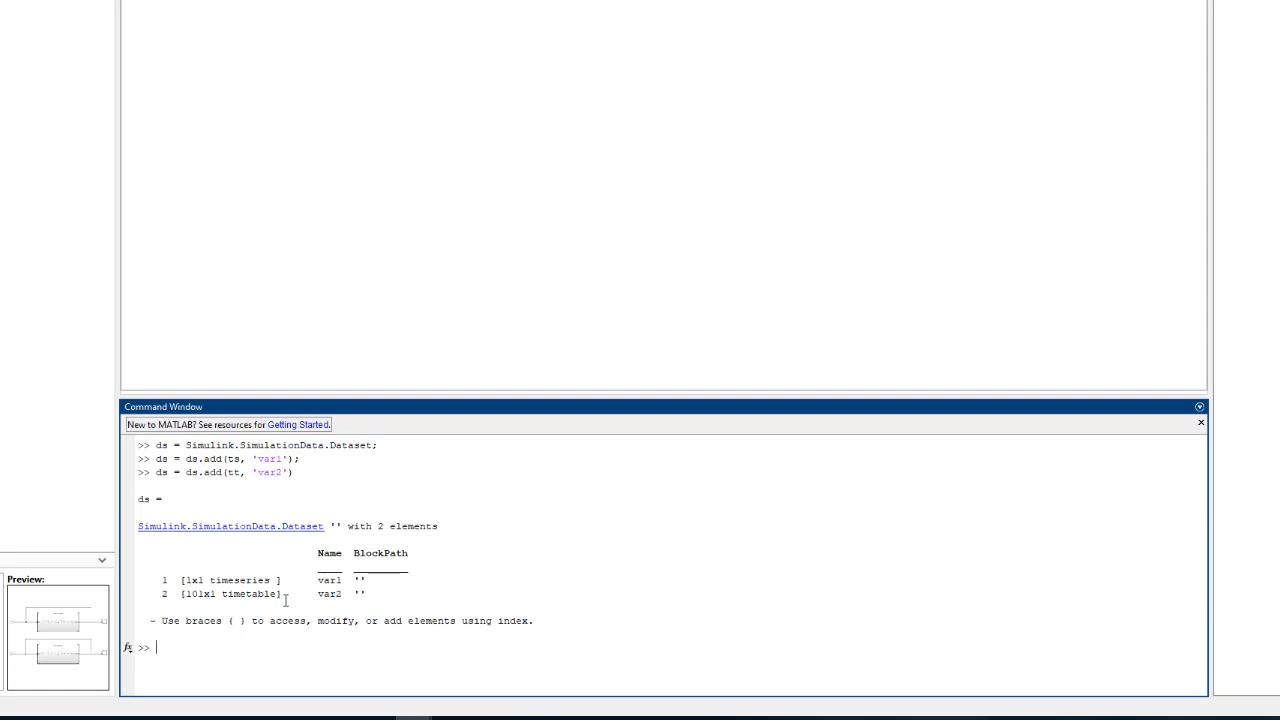 Command Window
New to MATLAB? See resources for Getting Started.
>> ds = Simulink.SimulationData.Dataset;
>> ds = ds.add(ts, 'var1');
>> ds = ds.add(tt, 'var2')
ds =
Simulink.SimulationData.Dataset '' with 2 elements
Name BlockPath
1 [1x1 timeseries ] var1 ''
2 [101x1 timetable] var2 ''
- Use braces { } to access, modify, or add elements using index.
fx >>
Preview: